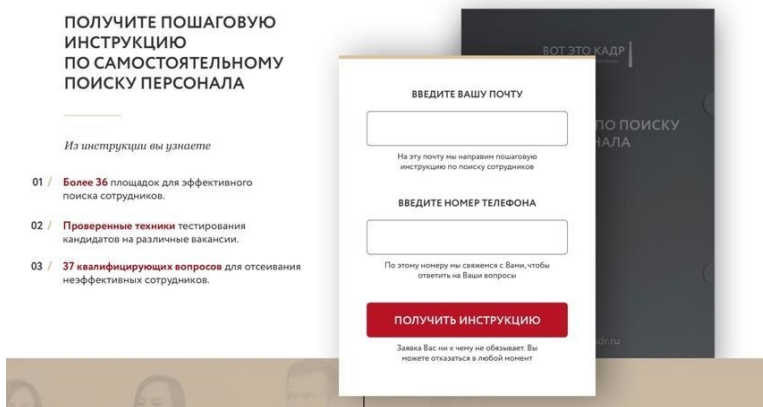 ПОЛУЧИТЕ ПОШАГОВУЮ
ИНСТРУКЦИЮ
ПО САМОСТОЯТЕЛЬНОМУ
ПОИСКУ ПЕРСОНАЛА
Из инструкции вы узнаете
01 / Более 36 площадок для эффективного
поиска сотрудников.
02 / Проверенные техники тестирования
кандидатов на различные вакансии.
03 / 37 квалифицирующих вопросов для отсеивания
неэффективных сотрудников.
ВВЕДИТЕ ВАШУ ПОЧТУ
На эту почту мы направим пошаговую
инструкцию по поиску сотрудников
ВВЕДИТЕ НОМЕР ТЕЛЕФОНА
По этому номеру мы свяжемся с Вами, чтобы
ответить на Ваши вопросы
ПОЛУЧИТЬ ИНСТРУКЦИЮ
Заявка Вас ни к чему не обязывает. Вы
можете отказаться в любой момент
ВОТ ЭТО КАДР
ПО ПОИСКУ